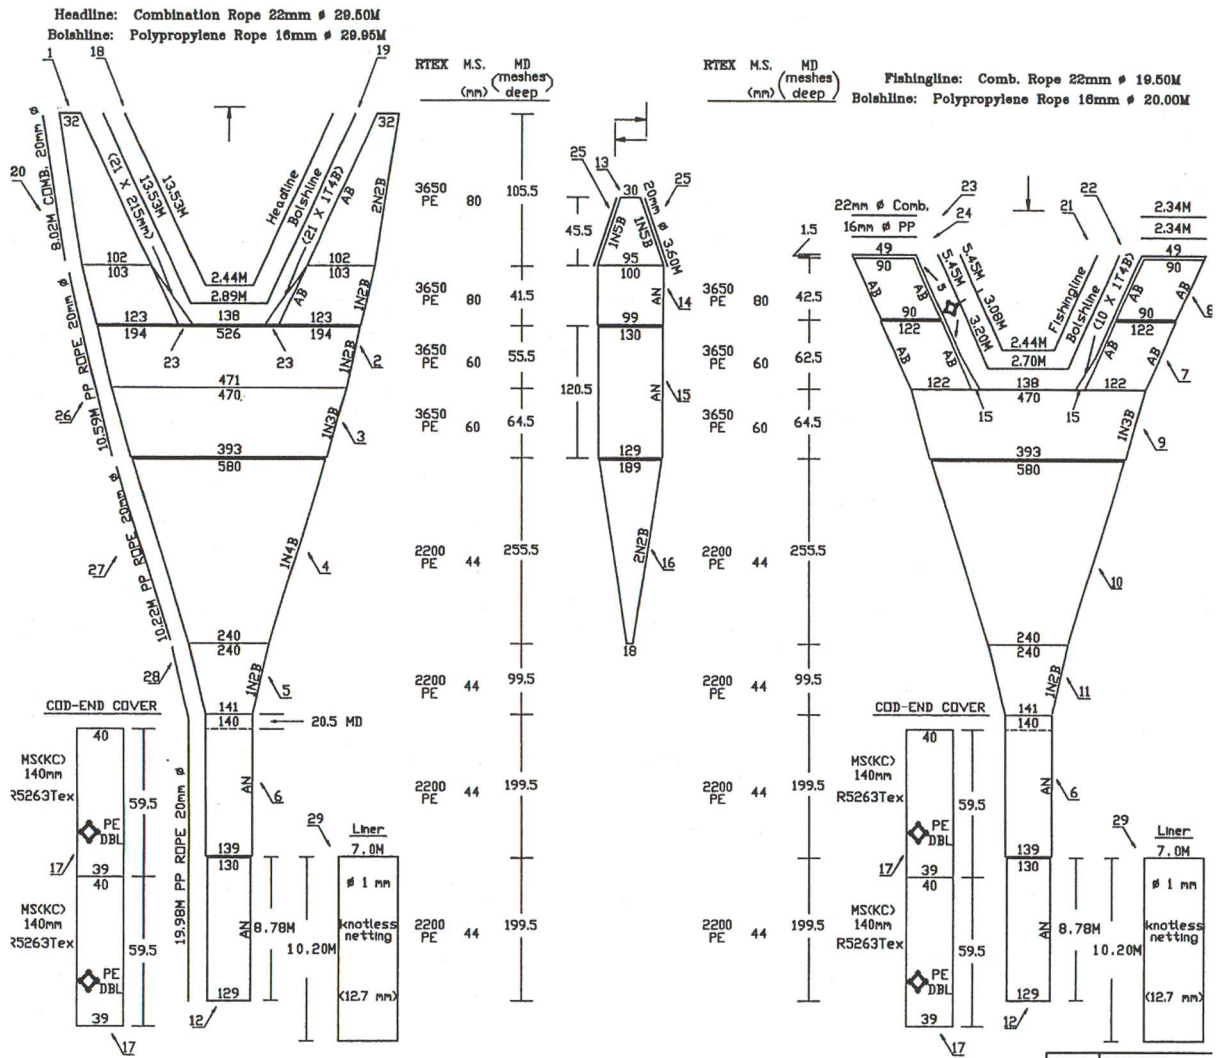 Headline: Combination Rope 22mm ø 29.50M
Bolshline: Polypropylene Rope 16mm ø 29.95M
1
18
19
32
32
20
8.02M COMB. 20mm ø
(21 X 215mm)
13.53M
13.53M
Headline
Bolshline
(21 X 1T4B)
AB
2N2B
102
103
2.44M
2.89M
102
103
AB
1N2B
123
138
123
194
526
194
23
23
1N2B
2
471
470
26
10.59M PP ROPE 20mm ø
1N3B
3
393
580
27
10.22M PP ROPE 20mm ø
1N4B
4
240
240
28
1N2B
5
141
140
20.5 MD
COD-END COVER
40
MS(KC)
140mm
R5263Tex
59.5
PE
DBL
17
39
40
MS(KC)
140mm
R5263Tex
59.5
PE
DBL
39
17
19.98M PP ROPE 20mm ø
AN
6
139
130
AN
8.78M
10.20M
129
12
29
Liner
7.0M
ø 1 mm
knotless
netting
(12.7 mm)
RTEX M.S. MD
(mm) (meshes
deep)
3650
PE 80 105.5
3650
PE 80 41.5
3650
PE 60 55.5
3650
PE 60 64.5
2200
PE 44 255.5
2200
PE 44 99.5
2200
PE 44 199.5
2200
PE 44 199.5
25
13
25
30
20mm ø 3.60M
45.5
1N5B
1N5B
95
100
AN
14
99
130
120.5
AN
15
129
189
2N2B
16
18
RTEX M.S. MD
(mm) (meshes
deep)
1.5
3650
PE 80 42.5
3650
PE 60 62.5
3650
PE 60 64.5
2200
PE 44 255.5
2200
PE 44 99.5
2200
PE 44 199.5
2200
PE 44 199.5
Fishingline: Comb. Rope 22mm ø 19.50M
Bolshline: Polypropylene Rope 16mm ø 20.00M
23
22mm ø Comb.
16mm ø PP
24
21
22
2.34M
2.34M
49
90
49
90
AB
5
5.45M
5.45M
3.08M
3.20M
Fishingline
Bolshline
(10 X 1T4B)
AB
AB
8
90
122
2.44M
2.70M
90
122
AB
AB
AB
7
122
138
122
470
15
15
1N3B
9
393
580
10
240
240
1N2B
11
141
140
COD-END COVER
40
MS(KC)
140mm
R5263Tex
59.5
PE
DBL
17
39
40
MS(KC)
140mm
R5263Tex
59.5
PE
DBL
39
17
AN
6
139
130
AN
8.78M
10.20M
129
12
29
Liner
7.0M
ø 1 mm
knotless
netting
(12.7 mm)